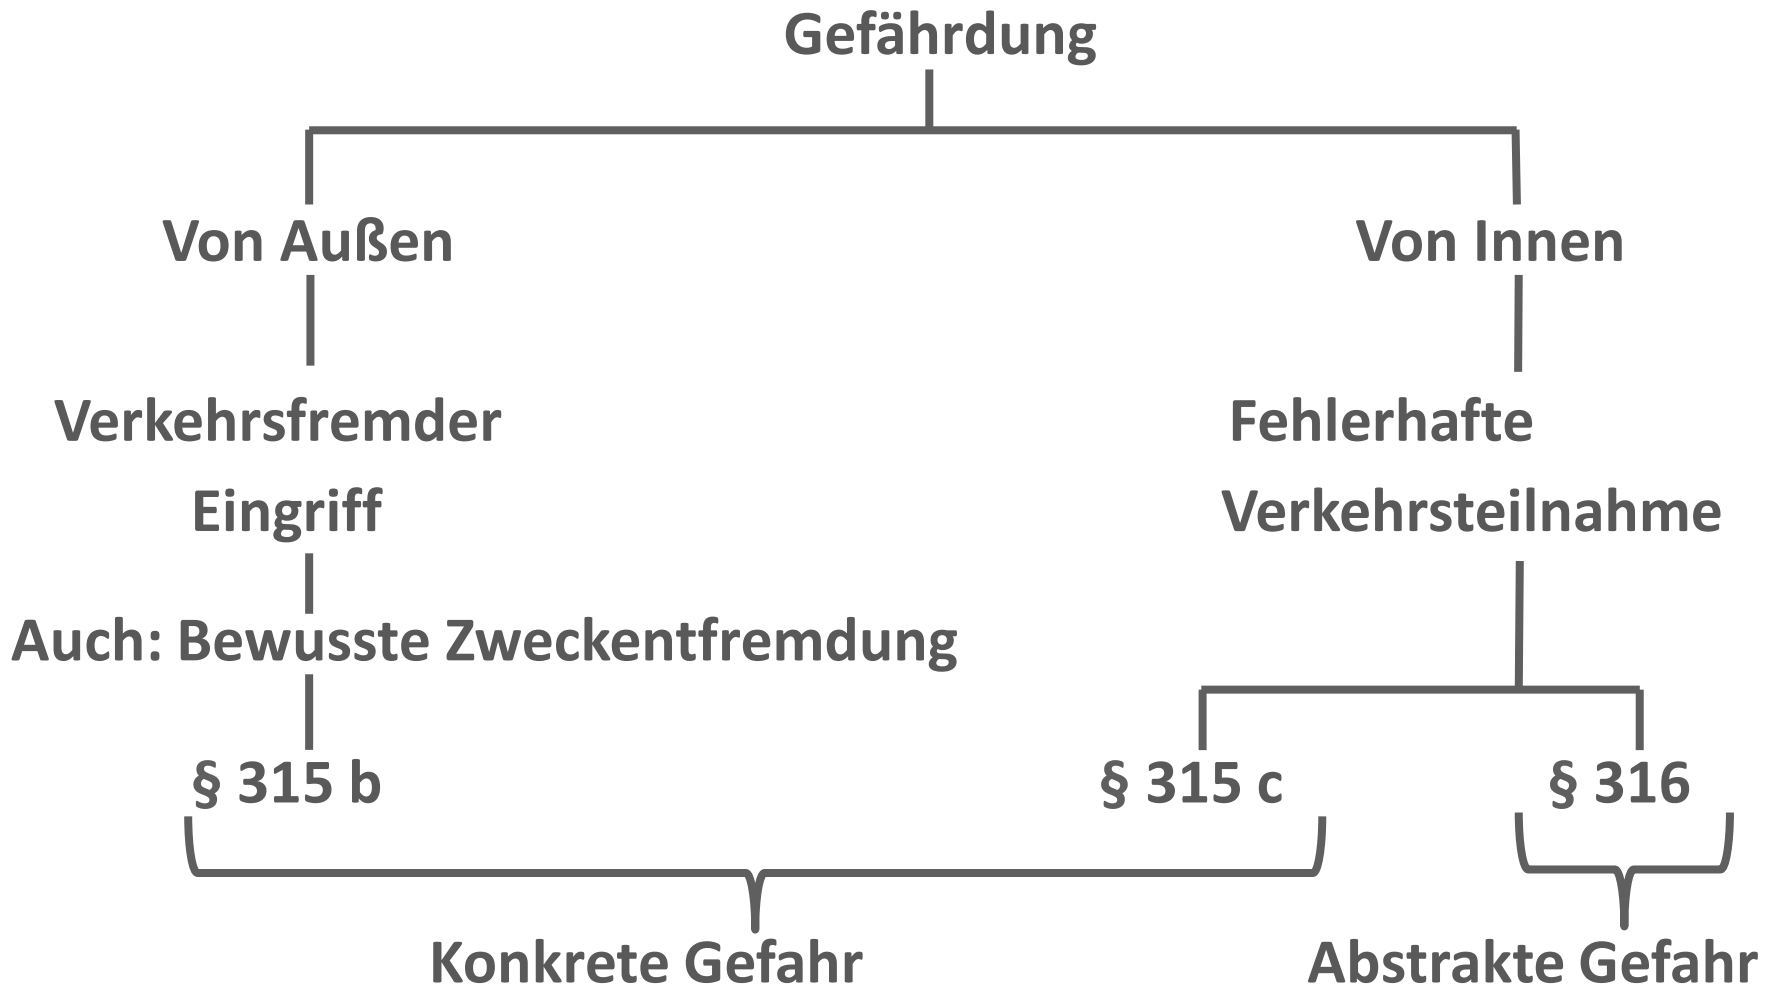 Gefährdung
Von Außen
Von Innen
Verkehrsfremder
Eingriff
Fehlerhafte
Verkehrsteilnahme
Auch: Bewusste Zweckentfremdung
§ 315 b
§ 315 c
§ 316
Konkrete Gefahr
Abstrakte Gefahr